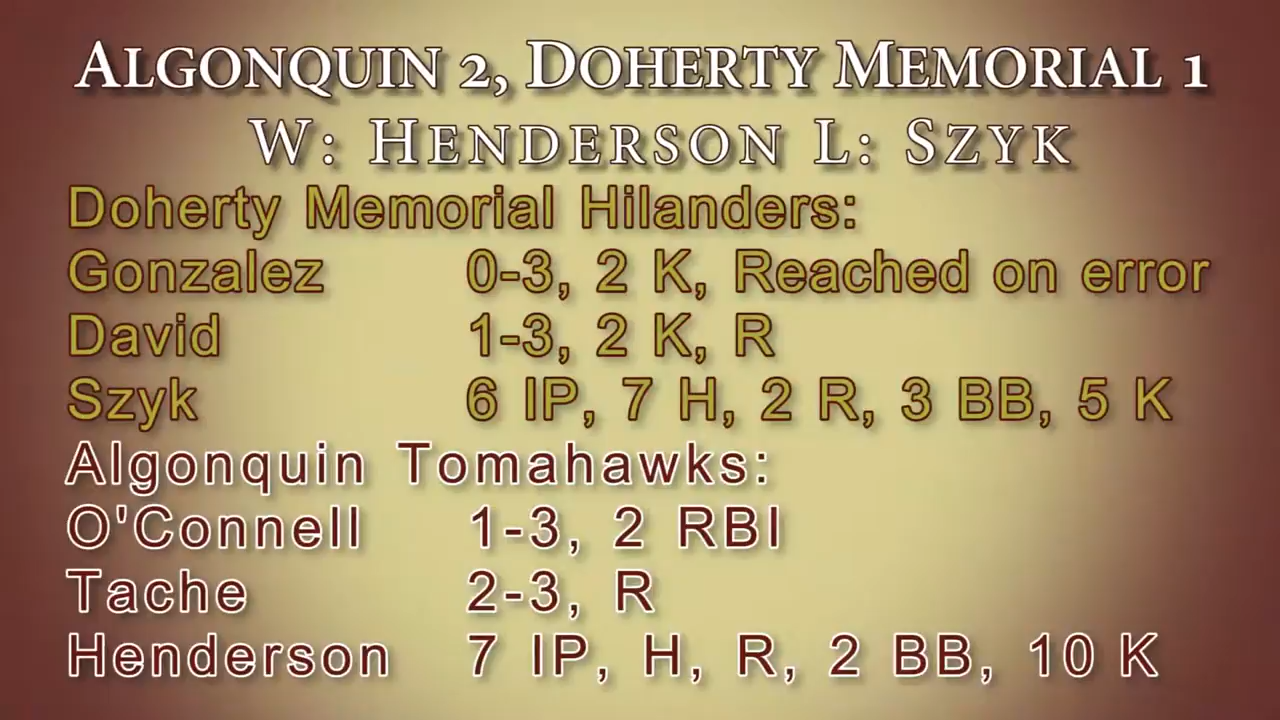 ALGONQUIN 2, DOHERTY MEMORIAL 1
W: HENDERSON L: SZYK
Doherty Memorial Hilanders:
Gonzalez 0-3, 2 K, Reached on error
David 1-3, 2 K, R
Szyk 6 IP, 7 H, 2 R, 3 BB, 5 K
Algonquin Tomahawks:
O'Connell 1-3, 2 RBI
Tache 2-3, R
Henderson 7 IP, H, R, 2 BB, 10 K